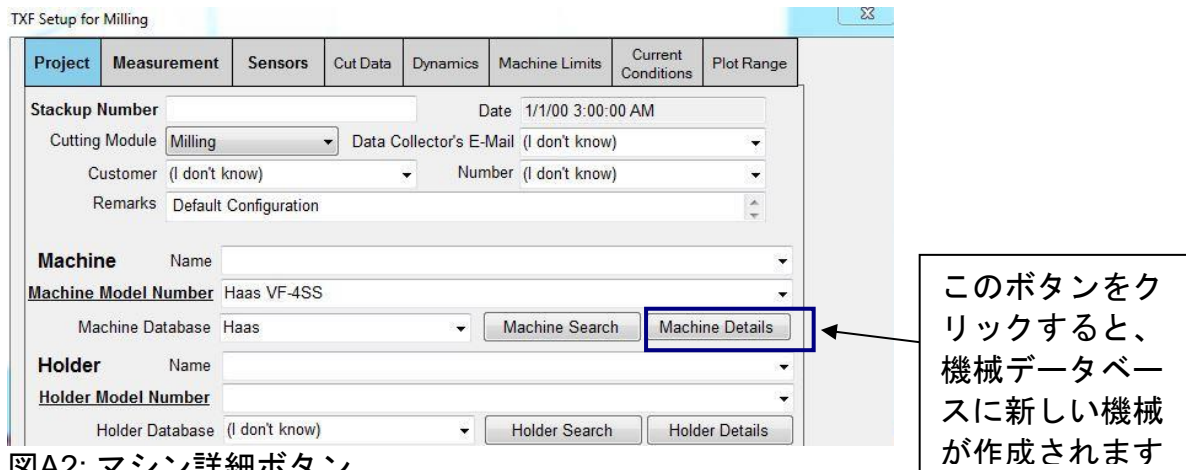 TXF Setup for Milling
Project Measurement Sensors Cut Data Dynamics Machine Limits Current Conditions Plot Range
Stackup Number Date 1/1/00 3:00:00 AM
Cutting Module Milling Data Collector's E-Mail (I don't know)
Customer (I don't know) Number (I don't know)
Remarks Default Configuration
Machine Name
Machine Model Number Haas VF-4SS
Machine Database Haas Machine Search Machine Details
Holder Name
Holder Model Number
Holder Database (I don't know) Holder Search Holder Details
このボタンをク
リックすると、
機械データベー
スに新しい機械
が作成されます
図A2: マシン詳細ボタン